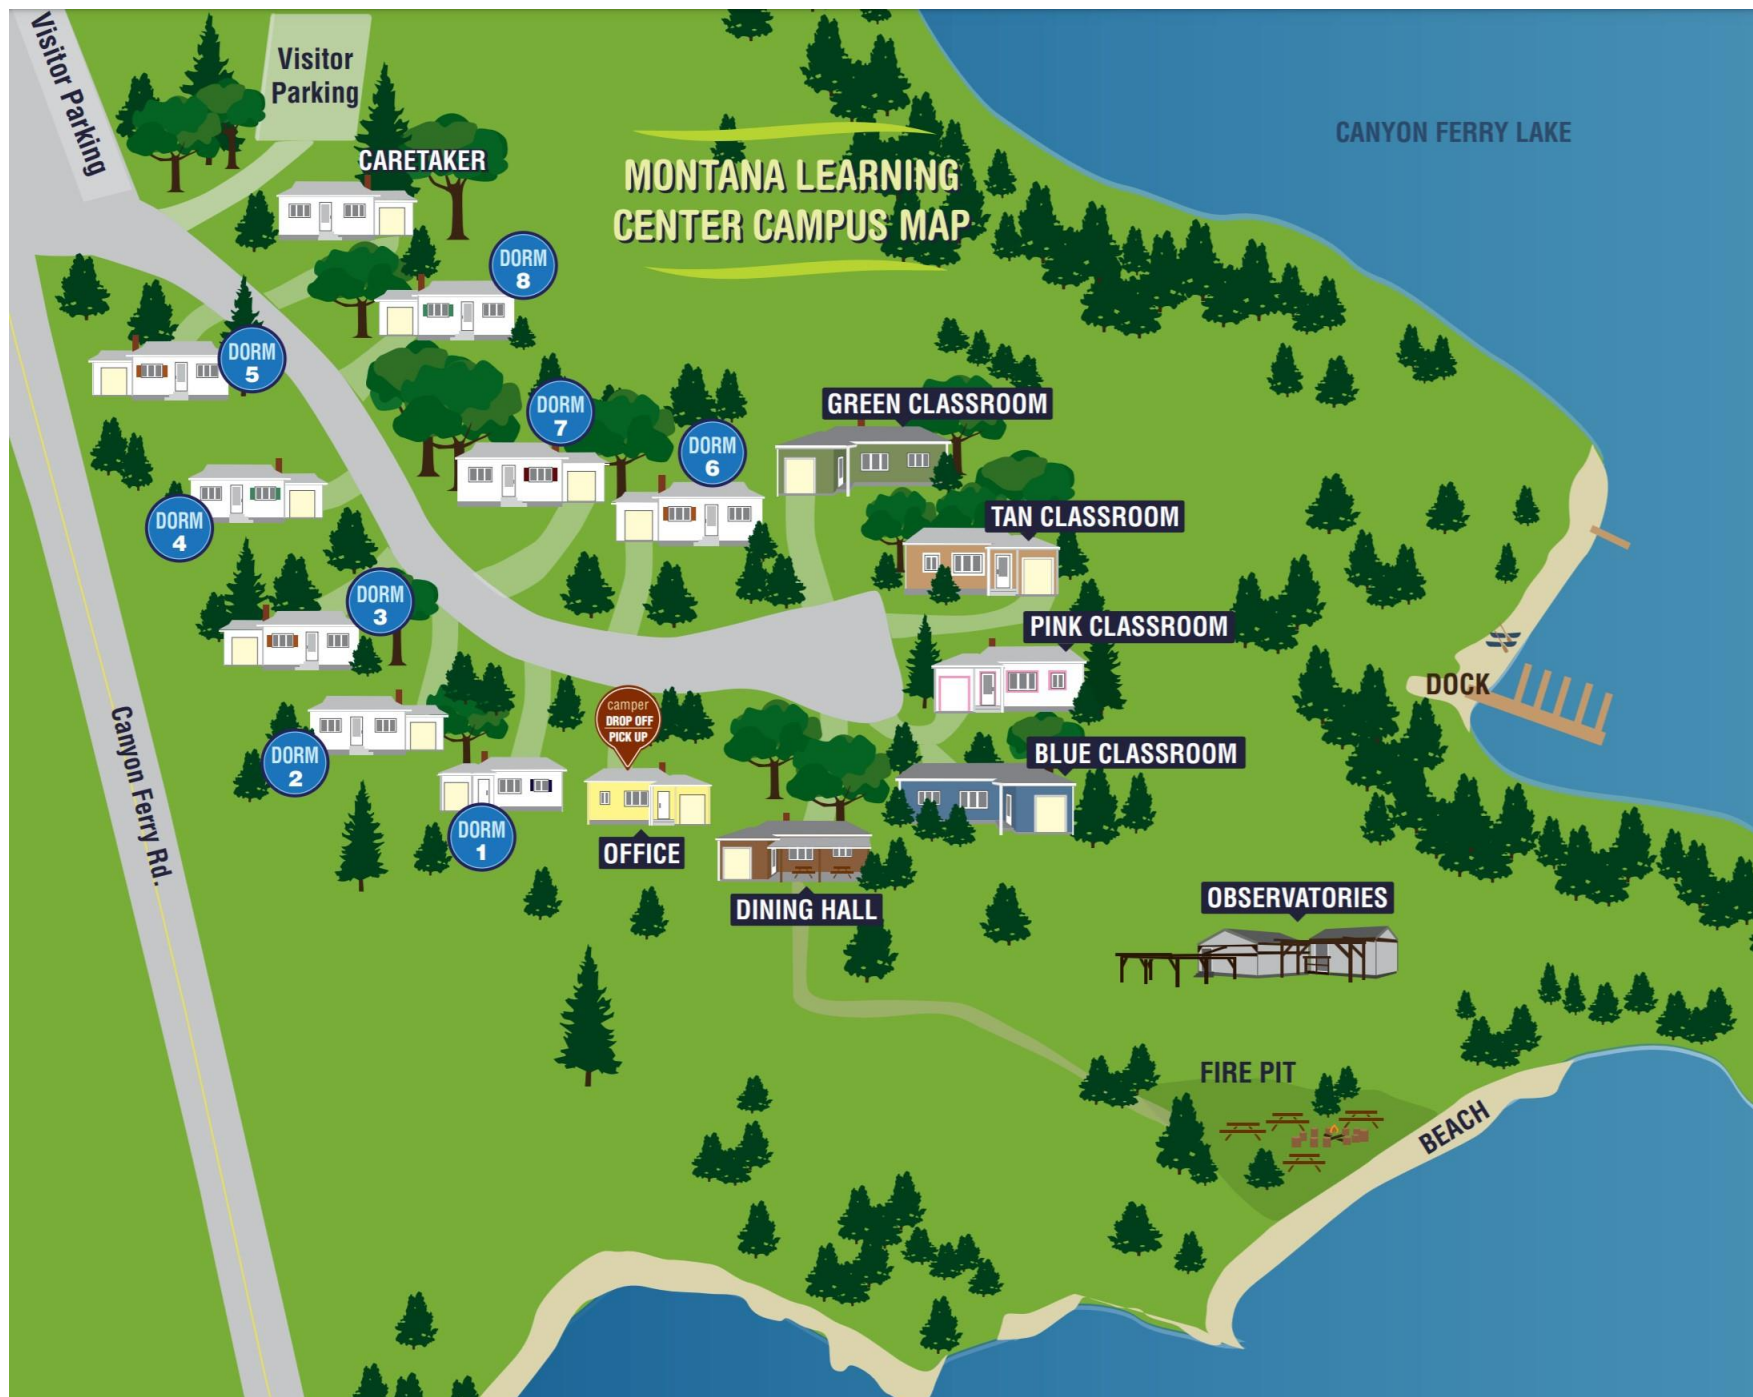 Visitor Parking
Visitor
Parking
CANYON FERRY LAKE
CARETAKER
MONTANA LEARNING
CENTER CAMPUS MAP
DORM
8
DORM
5
DORM
7
GREEN CLASSROOM
DORM
6
TAN CLASSROOM
DORM
4
DORM
3
PINK CLASSROOM
DOCK
camper
DROP OFF
PICK UP
DORM
2
BLUE CLASSROOM
Canyon Ferry Rd.
DORM
1
OFFICE
DINING HALL
OBSERVATORIES
FIRE PIT
BEACH